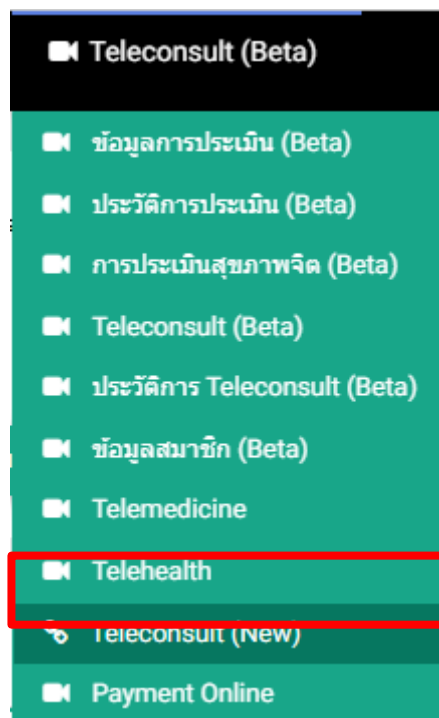 Teleconsult (Beta)
ข้อมูลการประเมิน (Beta)
ประวัติการประเมิน (Beta)
การประเมินสุขภาพจิต (Beta)
Teleconsult (Beta)
ประวัติการ Teleconsult (Beta)
ข้อมูลสมาชิก (Beta)
Telemedicine
Telehealth
Teleconsult (New)
Payment Online